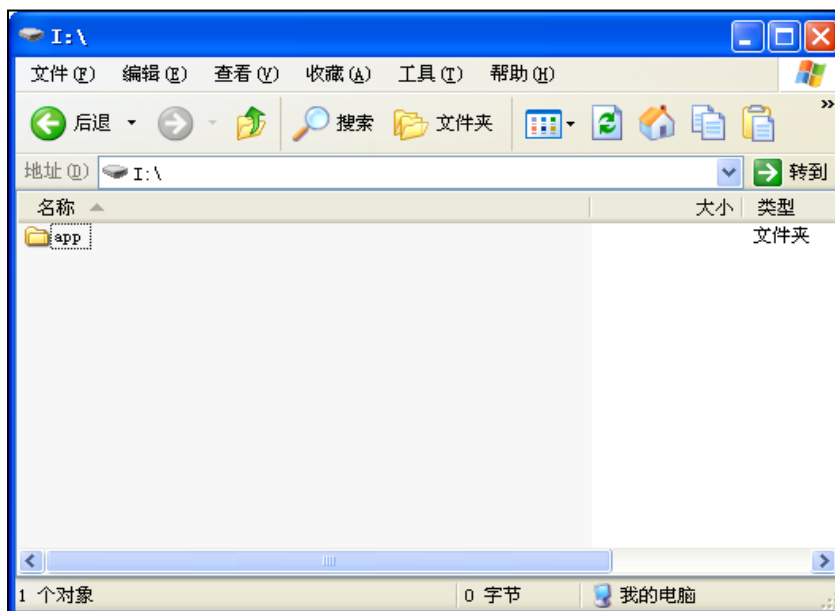 I:\
文件(F) 编辑(E) 查看(V) 收藏(A) 工具(T) 帮助(H)
后退 搜索 文件夹 »
地址(D) I:\ 转到
名称 大小 类型
app 文件夹
1 个对象 0 字节 我的电脑